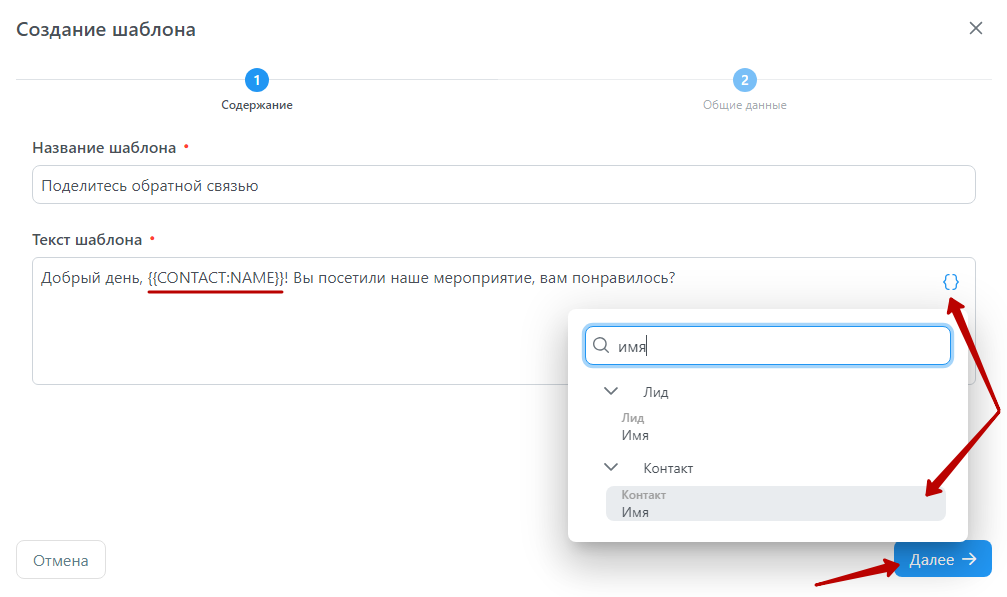 Создание шаблона
1
2
Содержание
Общие данные
Название шаблона •
Поделитесь обратной связью
Текст шаблона •
Добрый день, {{CONTACT:NAME}}! Вы посетили наше мероприятие, вам понравилось?
{}
имя
Лид
Лид
Имя
Контакт
Контакт
Имя
Отмена
Далее →